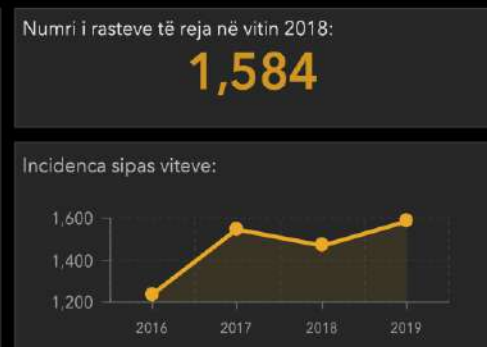 Numri i rasteve të reja në vitin 2018:
1,584
Incidenca sipas viteve:
1,600
1,400
1,200
2016 2017 2018 2019